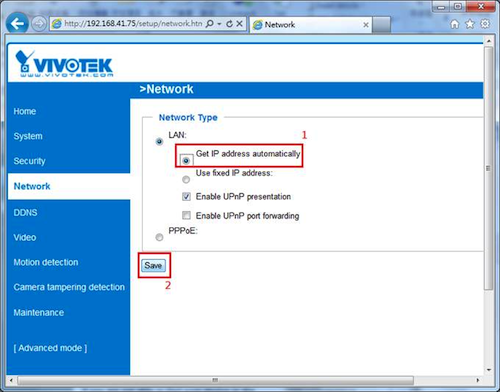 http://192.168.41.75/setup/network.htn
Network
VIVOTEK
www.vivotek.com
>Network
Home
System
Security
Network
DDNS
Video
Motion detection
Camera tampering detection
Maintenance
[ Advanced mode ]
Network Type
LAN:
1
Get IP address automatically
Use fixed IP address:
Enable UPnP presentation
Enable UPnP port forwarding
PPPoE:
Save
2